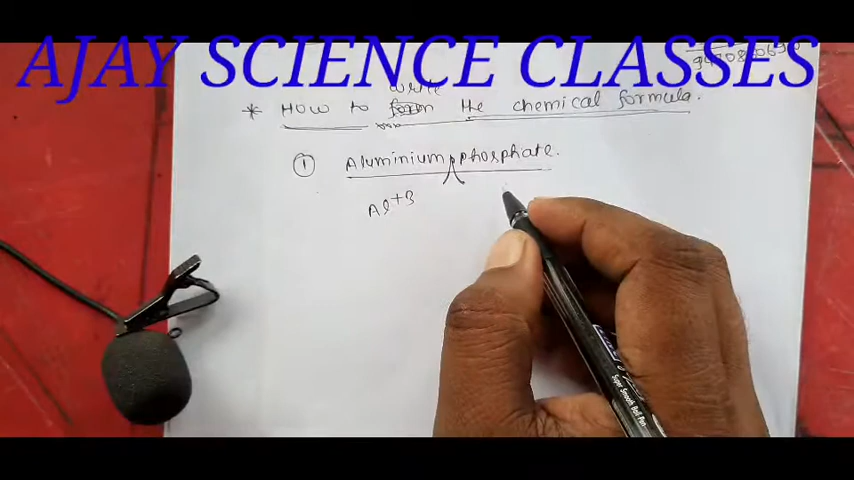 AJAY SCIENCE CLASSES
write
* How to form the chemical formula.
① Aluminium phosphate.
Al+3